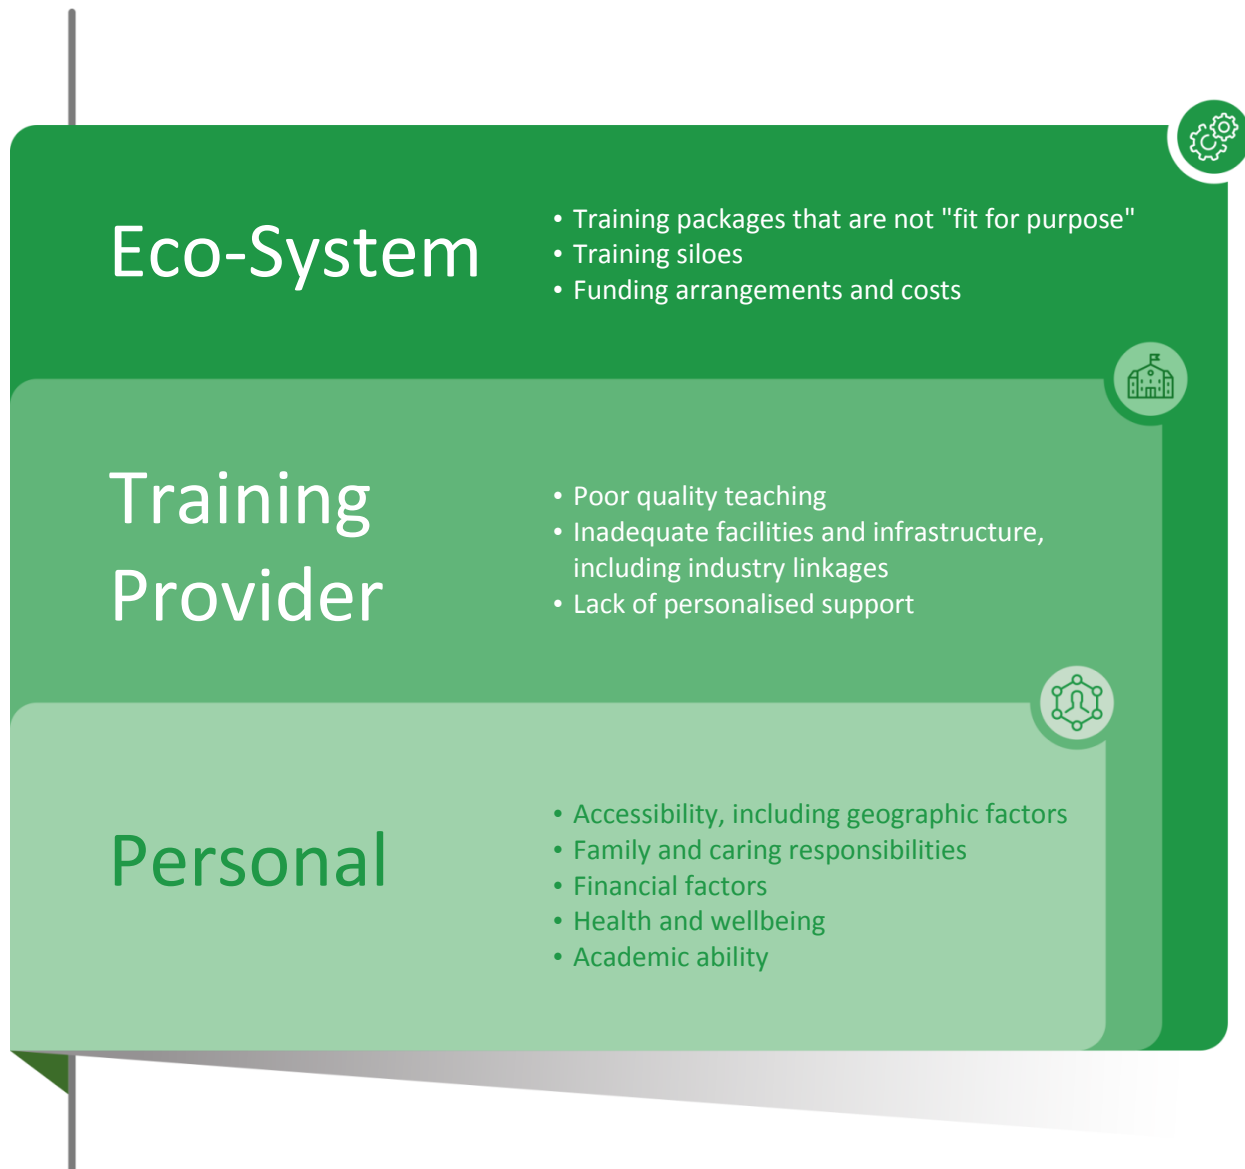 Eco-System
• Training packages that are not "fit for purpose"
• Training siloes
• Funding arrangements and costs
Training
Provider
• Poor quality teaching
• Inadequate facilities and infrastructure,
including industry linkages
• Lack of personalised support
Personal
• Accessibility, including geographic factors
• Family and caring responsibilities
• Financial factors
• Health and wellbeing
• Academic ability